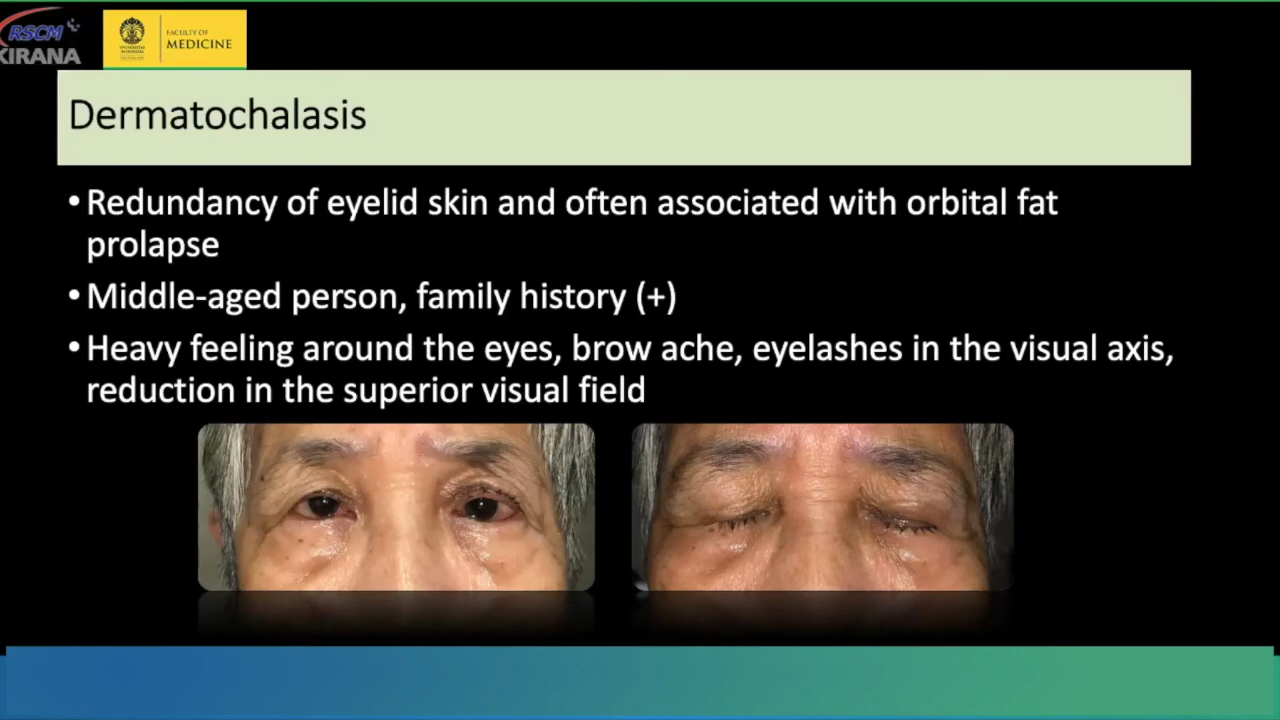 RSCM
KIRANA
FACULTY OF
MEDICINE
Dermatochalasis
• Redundancy of eyelid skin and often associated with orbital fat
prolapse
• Middle-aged person, family history (+)
• Heavy feeling around the eyes, brow ache, eyelashes in the visual axis,
reduction in the superior visual field